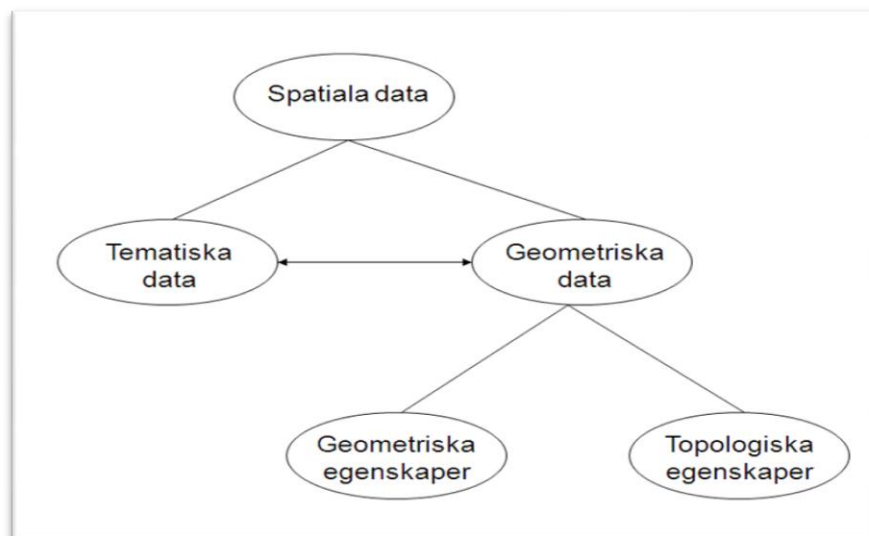 Spatiala data
Tematiska
data
Geometriska
data
Geometriska
egenskaper
Topologiska
egenskaper